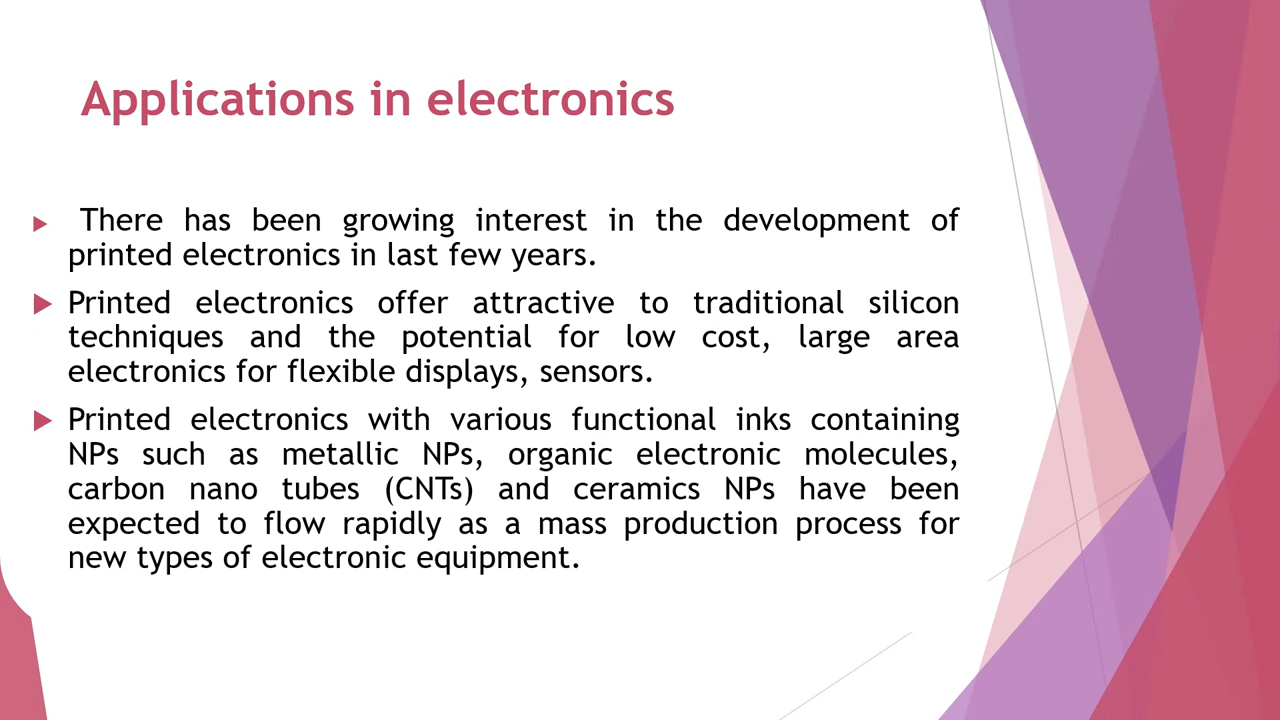 Applications in electronics
There has been growing interest in the development of
printed electronics in last few years.
Printed electronics offer attractive to traditional silicon
techniques and the potential for low cost, large area
electronics for flexible displays, sensors.
Printed electronics with various functional inks containing
NPs such as metallic NPs, organic electronic molecules,
carbon nano tubes (CNTs) and ceramics NPs have been
expected to flow rapidly as a mass production process for
new types of electronic equipment.